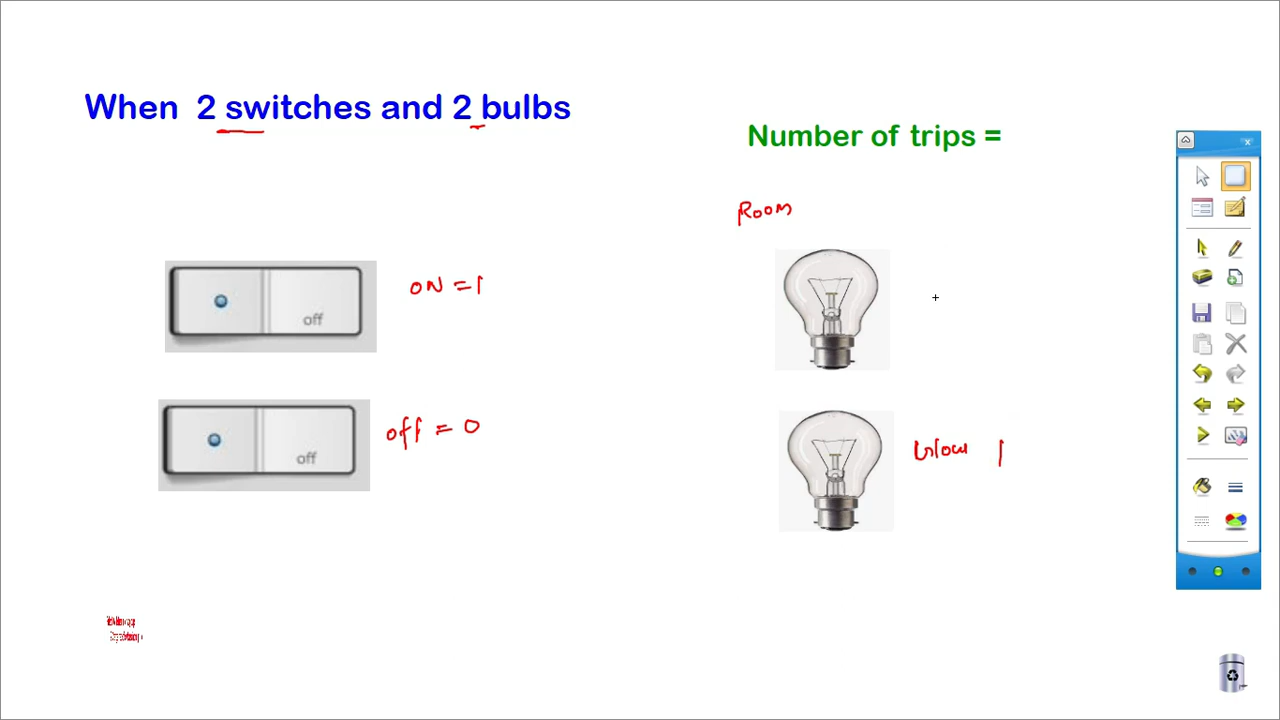 When 2 switches and 2 bulbs
Number of trips =
Room
off
ON = 1
off
off = 0
Glow 1